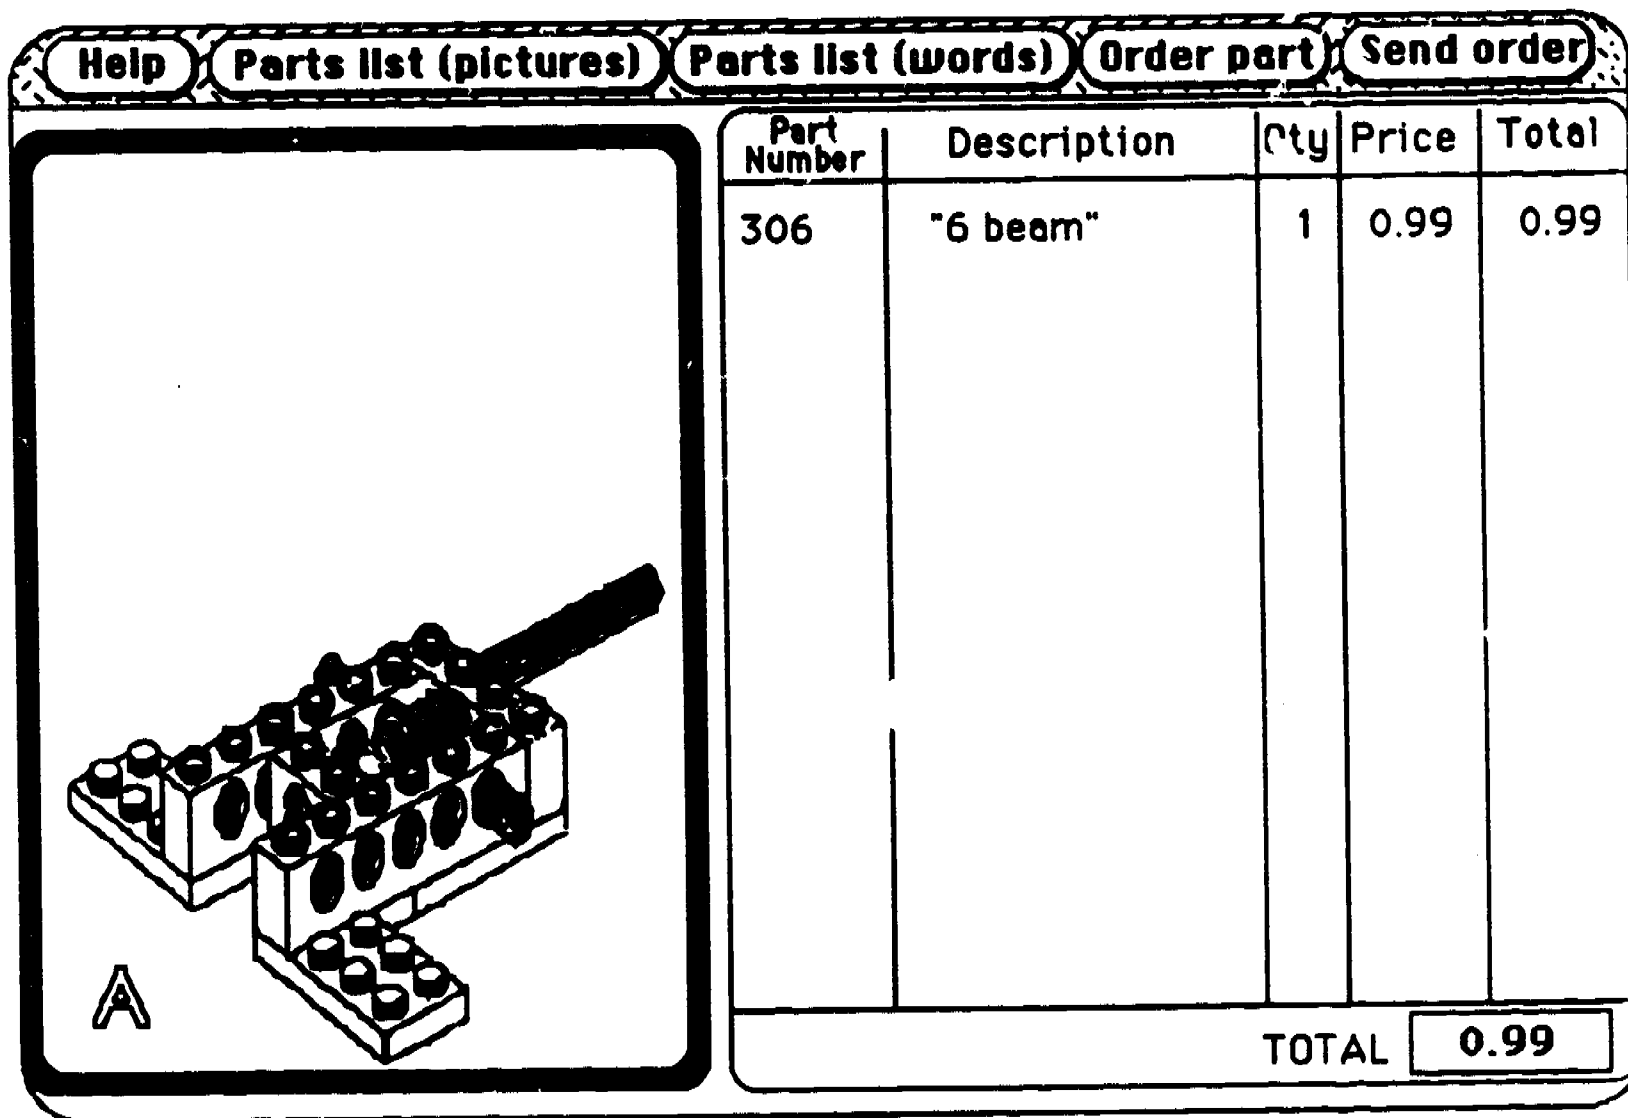 Help Parts list (pictures) Parts list (words) Order part Send order
Part Number Description Qty Price Total
306 "6 beam" 1 0.99 0.99
A
TOTAL 0.99